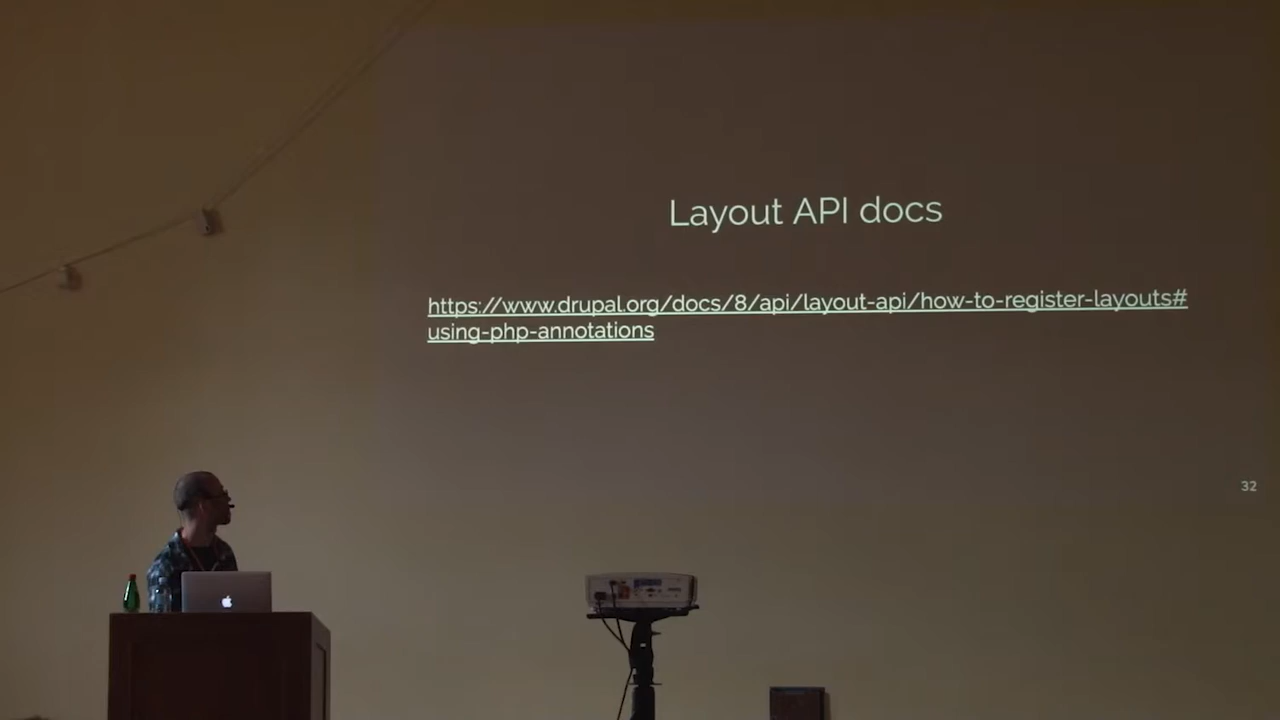 Layout API docs
https://www.drupal.org/docs/8/api/layout-api/how-to-register-layouts#
using-php-annotations
32